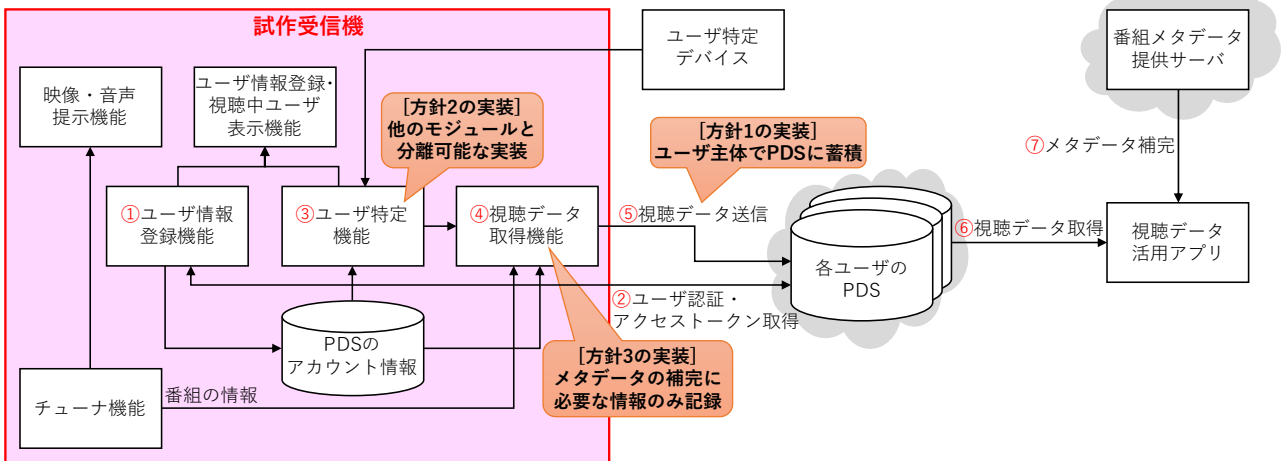 試作受信機
ユーザ特定
デバイス
番組メタデータ
提供サーバ
映像・音声
提示機能
ユーザ情報登録・
視聴中ユーザ
表示機能
[方針2の実装]
他のモジュールと
分離可能な実装
[方針1の実装]
ユーザ主体でPDSに蓄積
⑦メタデータ補完
①ユーザ情報
登録機能
③ユーザ特定
機能
④視聴データ
取得機能
⑤視聴データ送信
各ユーザの
PDS
⑥視聴データ取得
視聴データ
活用アプリ
②ユーザ認証・
アクセストークン取得
PDSの
アカウント情報
[方針3の実装]
メタデータの補完に
必要な情報のみ記録
チューナ機能
番組の情報